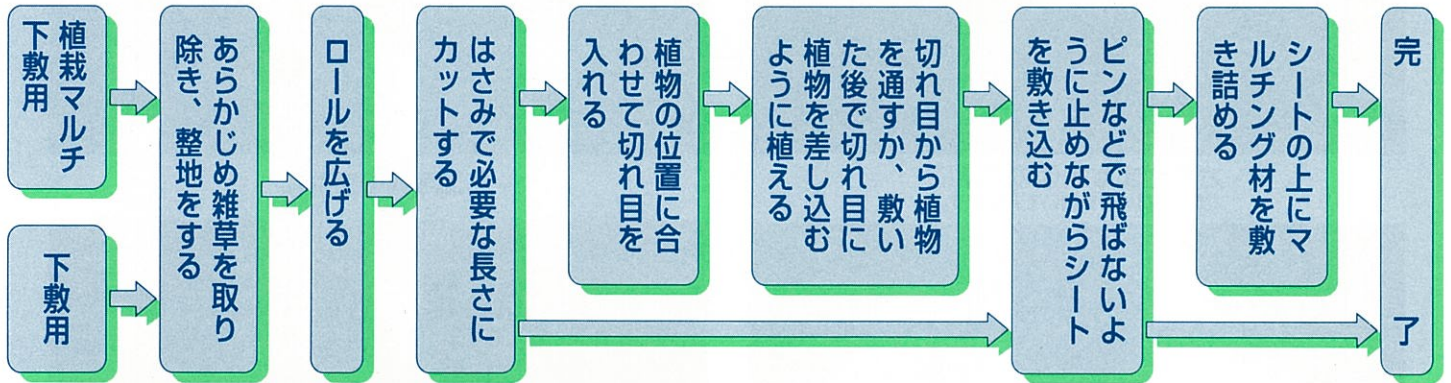 植栽マルチ
下敷用
下敷用
あらかじめ雑草を取り
除き、整地をする
ロールを広げる
はさみで必要な長さに
カットする
植物の位置に合
わせて切れ目を
入れる
切れ目から植物
を通すか、敷い
た後で切れ目に
植物を差し込む
ように植える
ピンなどで飛ばないよ
うに止めながらシート
を敷き込む
シートの上にマ
ルチング材を敷
き詰める
完了